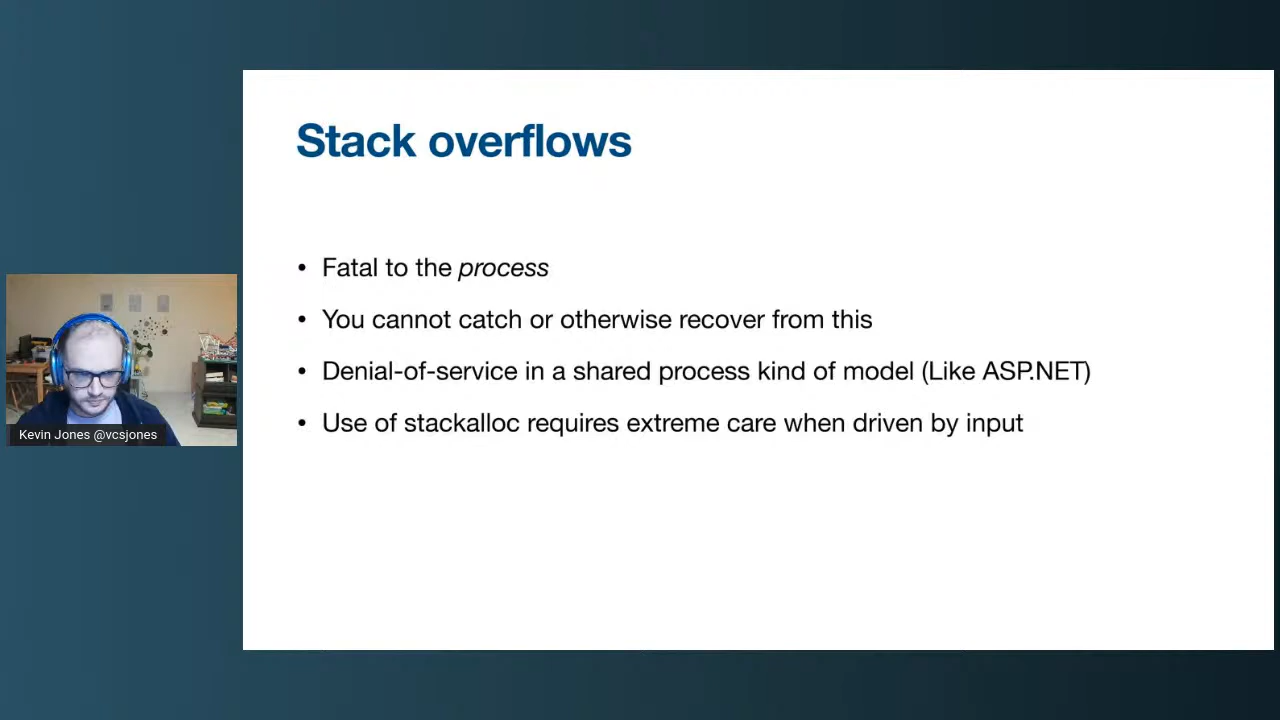 Stack overflows
• Fatal to the process
• You cannot catch or otherwise recover from this
• Denial-of-service in a shared process kind of model (Like ASP.NET)
• Use of stackalloc requires extreme care when driven by input
Kevin Jones @vcsjones